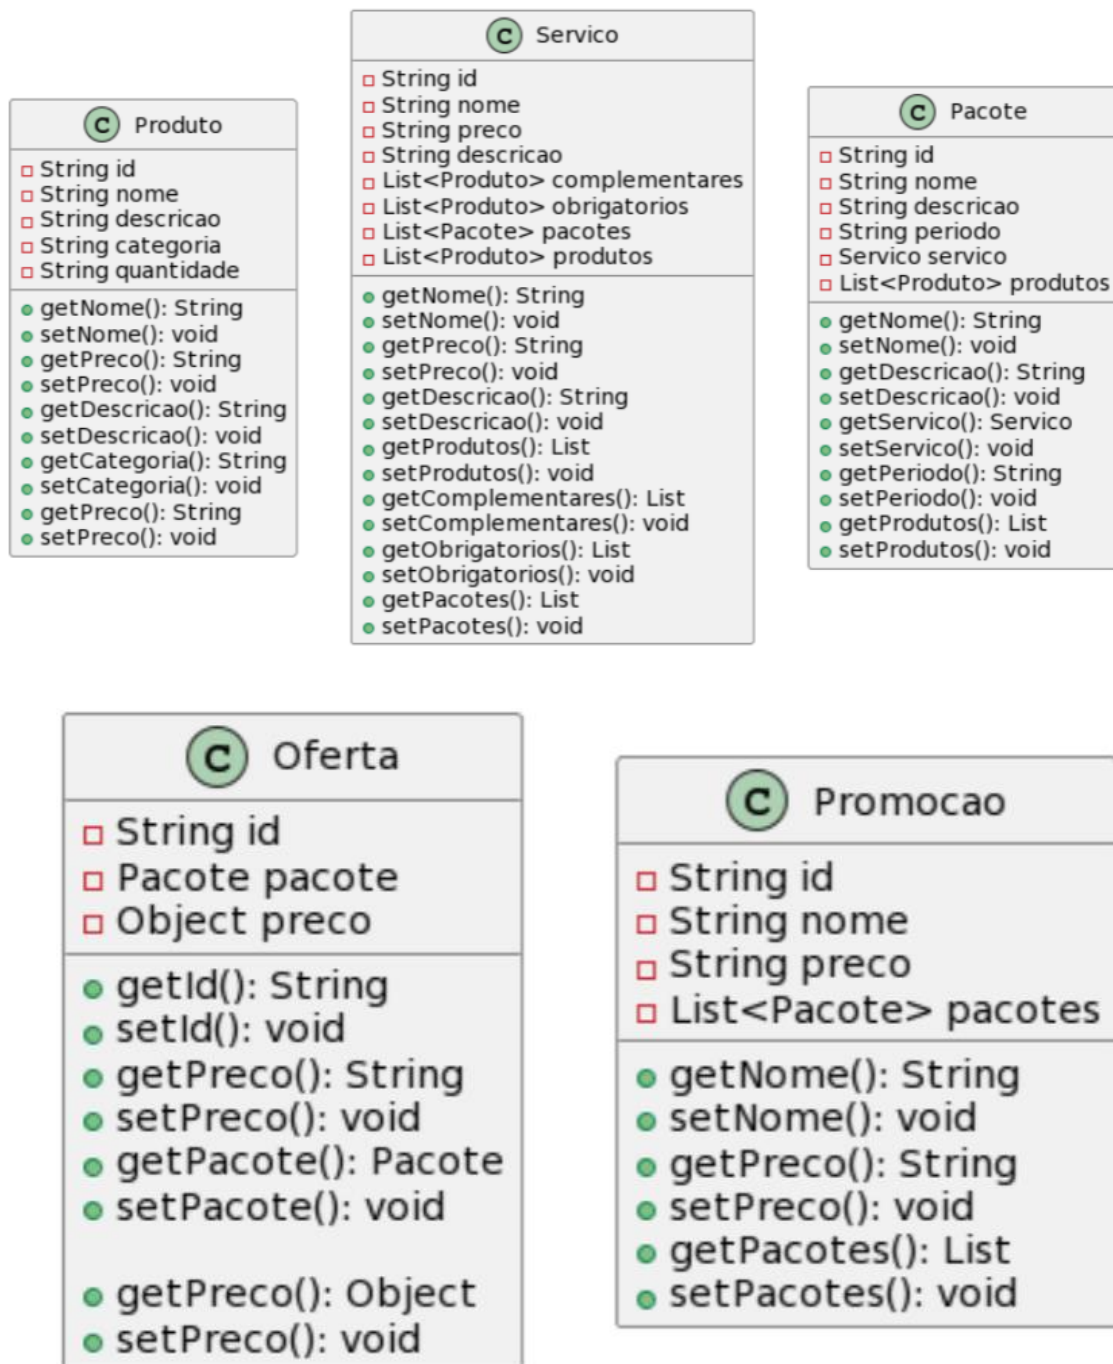 C Servico
String id
String nome
String preco
String descricao
List<Produto> complementares
List<Produto> obrigatorios
List<Pacote> pacotes
List<Produto> produtos
getNome(): String
setNome(): void
getPreco(): String
setPreco(): void
getDescricao(): String
setDescricao(): void
getProdutos(): List
setProdutos(): void
getComplementares(): List
setComplementares(): void
getObrigatorios(): List
setObrigatorios(): void
getPacotes(): List
setPacotes(): void
C Produto
String id
String nome
String descricao
String categoria
String quantidade
getNome(): String
setNome(): void
getPreco(): String
setPreco(): void
getDescricao(): String
setDescricao(): void
getCategoria(): String
setCategoria(): void
getPreco(): String
setPreco(): void
C Pacote
String id
String nome
String descricao
String periodo
Servico servico
List<Produto> produtos
getNome(): String
setNome(): void
getDescricao(): String
setDescricao(): void
getServico(): Servico
setServico(): void
getPeriodo(): String
setPeriodo(): void
getProdutos(): List
setProdutos(): void
C Oferta
String id
Pacote pacote
Object preco
getId(): String
setId(): void
getPreco(): String
setPreco(): void
getPacote(): Pacote
setPacote(): void
getPreco(): Object
setPreco(): void
C Promocao
String id
String nome
String preco
List<Pacote> pacotes
getNome(): String
setNome(): void
getPreco(): String
setPreco(): void
getPacotes(): List
setPacotes(): void